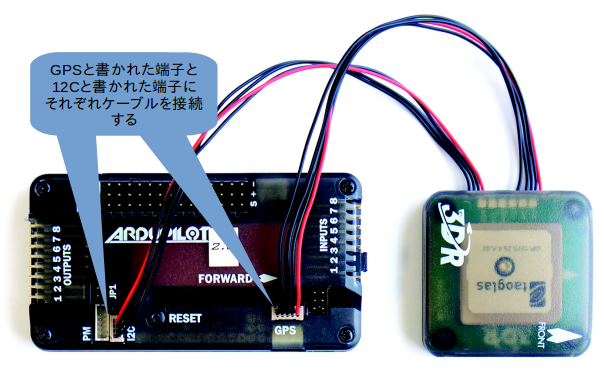 GPSと書かれた端子と
12Cと書かれた端子に
それぞれケーブルを接続
する
S + -
ARDUPILOT
2.
FORWARD
OUTPUTS
1 2 3 4 5 6 7 8
INPUTS
1 2 3 4 5 6 7 8
JP1
PM
I2C
RESET
GPS
3DR
taoglas
FRONT